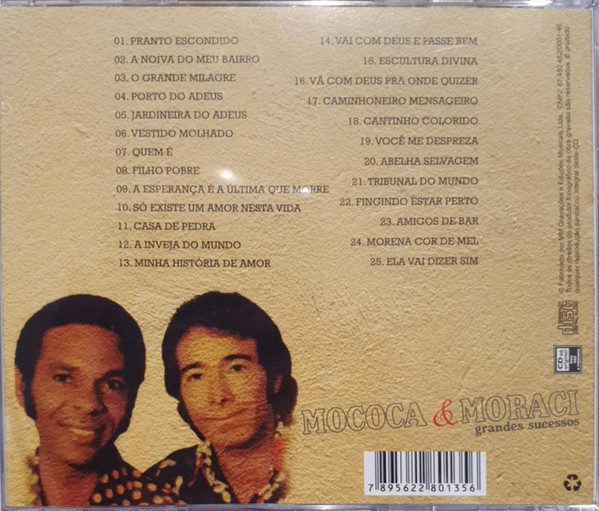 01. PRANTO ESCONDIDO
02. A NOIVA DO MEU BAIRRO
03. O GRANDE MILAGRE
04. PORTO DO ADEUS
05. JARDINEIRA DO ADEUS
06. VESTIDO MOLHADO
07. QUEM É
08. FILHO POBRE
09. A ESPERANÇA É A ÚLTIMA QUE MORRE
10. SÓ EXISTE UM AMOR NESTA VIDA
11. CASA DE PEDRA
12. A INVEJA DO MUNDO
13. MINHA HISTÓRIA DE AMOR
14. VAI COM DEUS E PASSE BEM
15. ESCULTURA DIVINA
16. VÁ COM DEUS PRA ONDE QUIZER
17. CAMINHONEIRO MENSAGEIRO
18. CANTINHO COLORIDO
19. VOCÊ ME DESPREZA
20. ABELHA SELVAGEM
21. TRIBUNAL DO MUNDO
22. FINGINDO ESTAR PERTO
23. AMIGOS DE BAR
24. MORENA COR DE MEL
25. ELA VAI DIZER SIM
MOCOCA & MORACI
grandes sucessos
7 895622 801356